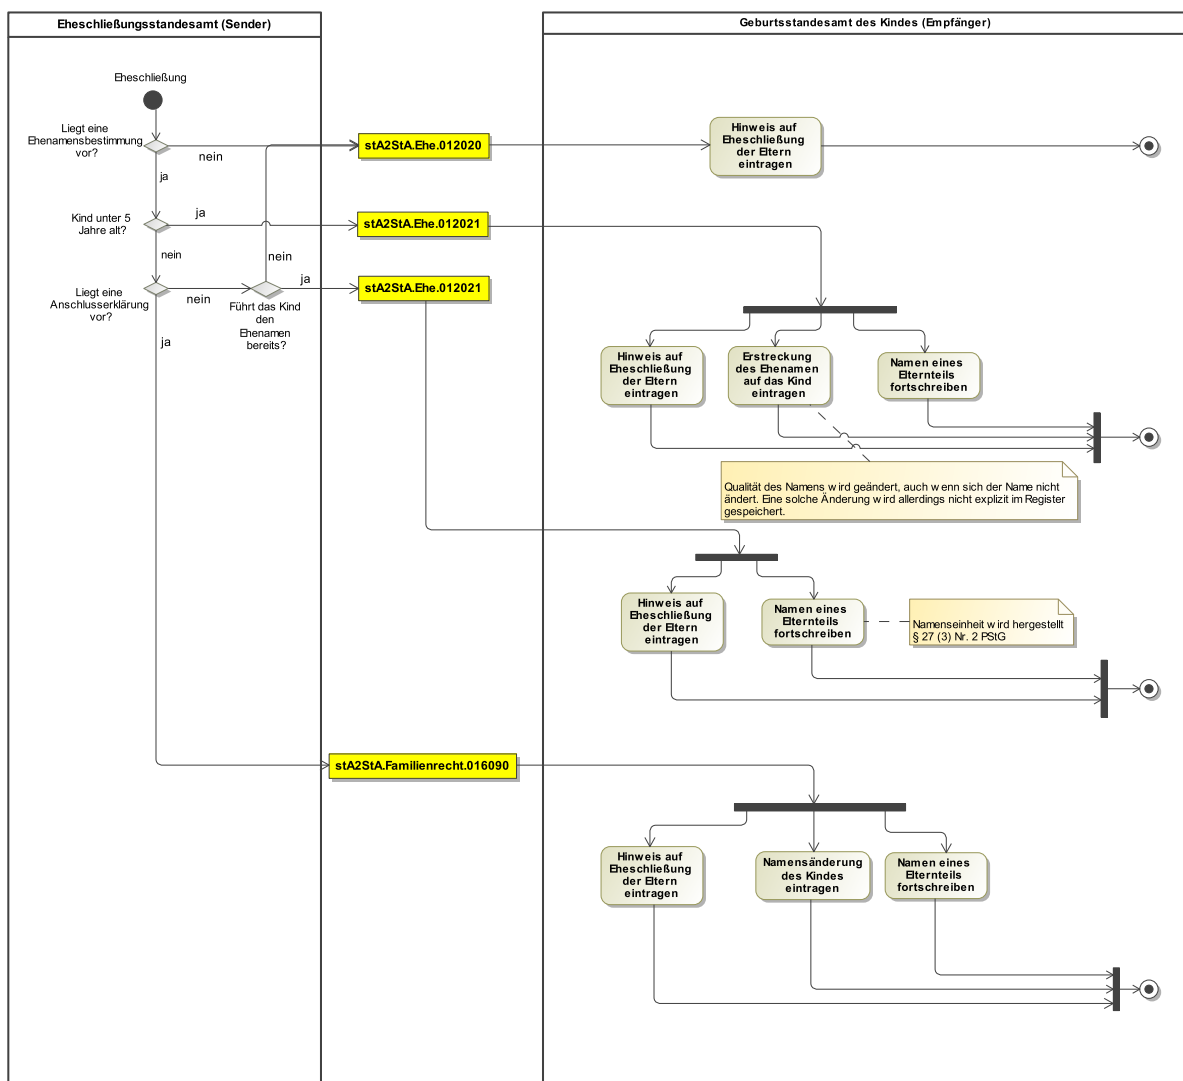 Eheschließungsstandesamt (Sender)
Geburtsstandesamt des Kindes (Empfänger)
Eheschließung
Liegt eine
Ehenamensbestimmung
vor?
nein
ja
stA2StA.Ehe.012020
Hinweis auf
Eheschließung
der Eltern
eintragen
Kind unter 5
Jahre alt?
ja
nein
stA2StA.Ehe.012021
Liegt eine
Anschlusserklärung
vor?
nein
ja
nein
ja
Führt das Kind
den
Ehenamen
bereits?
stA2StA.Ehe.012021
Hinweis auf
Eheschließung
der Eltern
eintragen
Erstreckung
des Ehenamen
auf das Kind
eintragen
Namen eines
Elternteils
fortschreiben
Qualität des Namens wird geändert, auch wenn sich der Name nicht
ändert. Eine solche Änderung wird allerdings nicht explizit im Register
gespeichert.
Hinweis auf
Eheschließung
der Eltern
eintragen
Namen eines
Elternteils
fortschreiben
Namenseinheit wird hergestellt
§ 27 (3) Nr. 2 PStG
stA2StA.Familienrecht.016090
Hinweis auf
Eheschließung
der Eltern
eintragen
Namensänderung
des Kindes
eintragen
Namen eines
Elternteils
fortschreiben